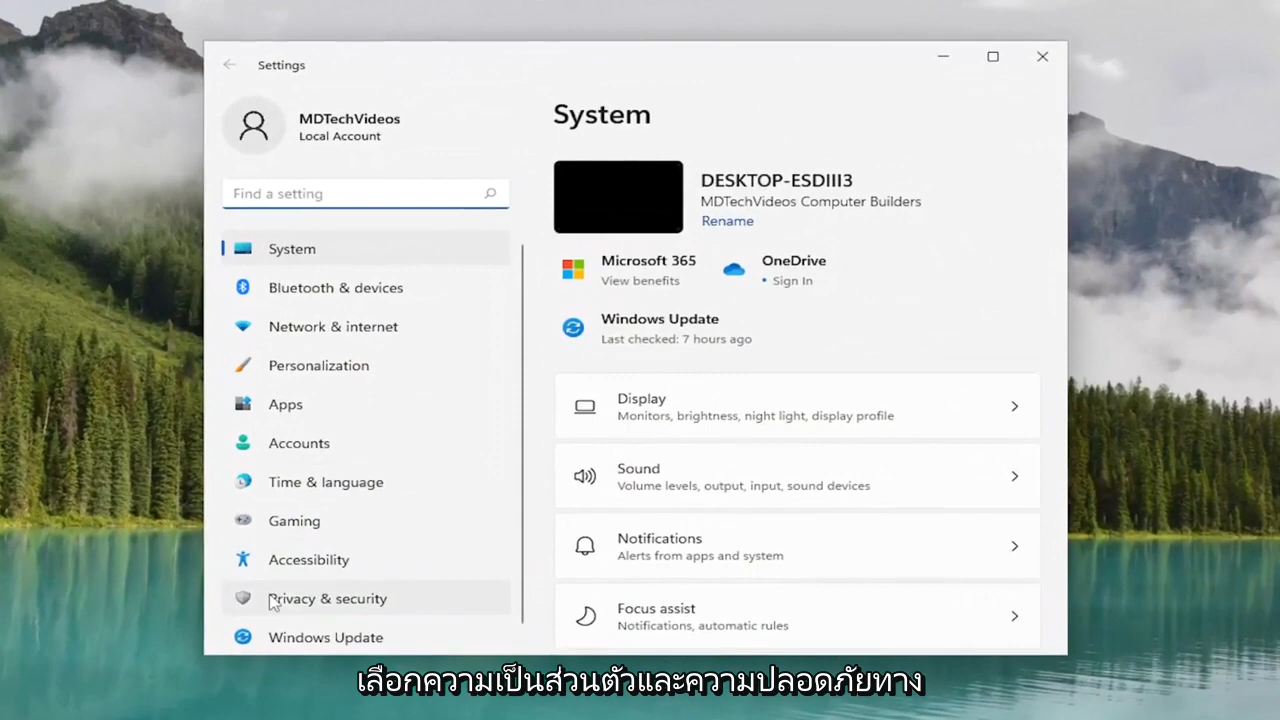 Settings
MDTechVideos
Local Account
Find a setting
System
Bluetooth & devices
Network & internet
Personalization
Apps
Accounts
Time & language
Gaming
Accessibility
Privacy & security
Windows Update
System
DESKTOP-ESDIII3
MDTechVideos Computer Builders
Rename
Microsoft 365
View benefits
OneDrive
• Sign In
Windows Update
Last checked: 7 hours ago
Display
Monitors, brightness, night light, display profile
Sound
Volume levels, output, input, sound devices
Notifications
Alerts from apps and system
Focus assist
Notifications, automatic rules
เลือกความเป็นส่วนตัวและความปลอดภัยทาง